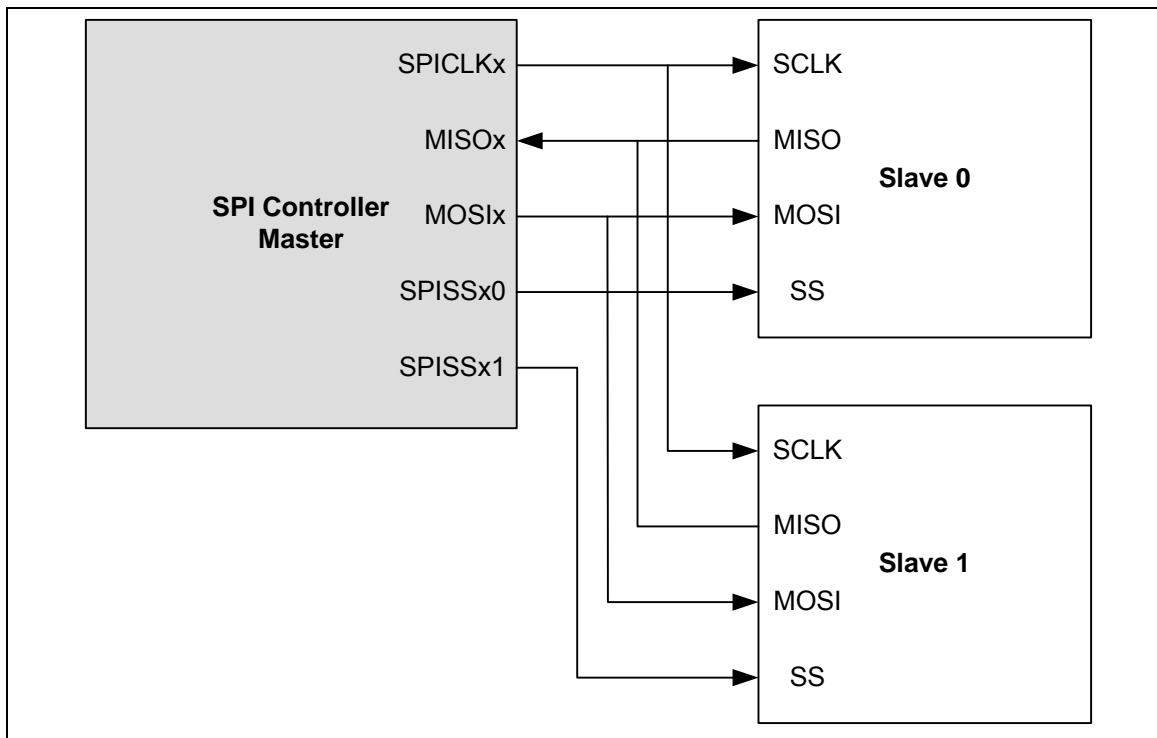 SPICLKx
MISOx
SPI Controller
Master
MOSIx
SPISSx0
SPISSx1
SCLK
MISO
Slave 0
MOSI
SS
SCLK
MISO
Slave 1
MOSI
SS